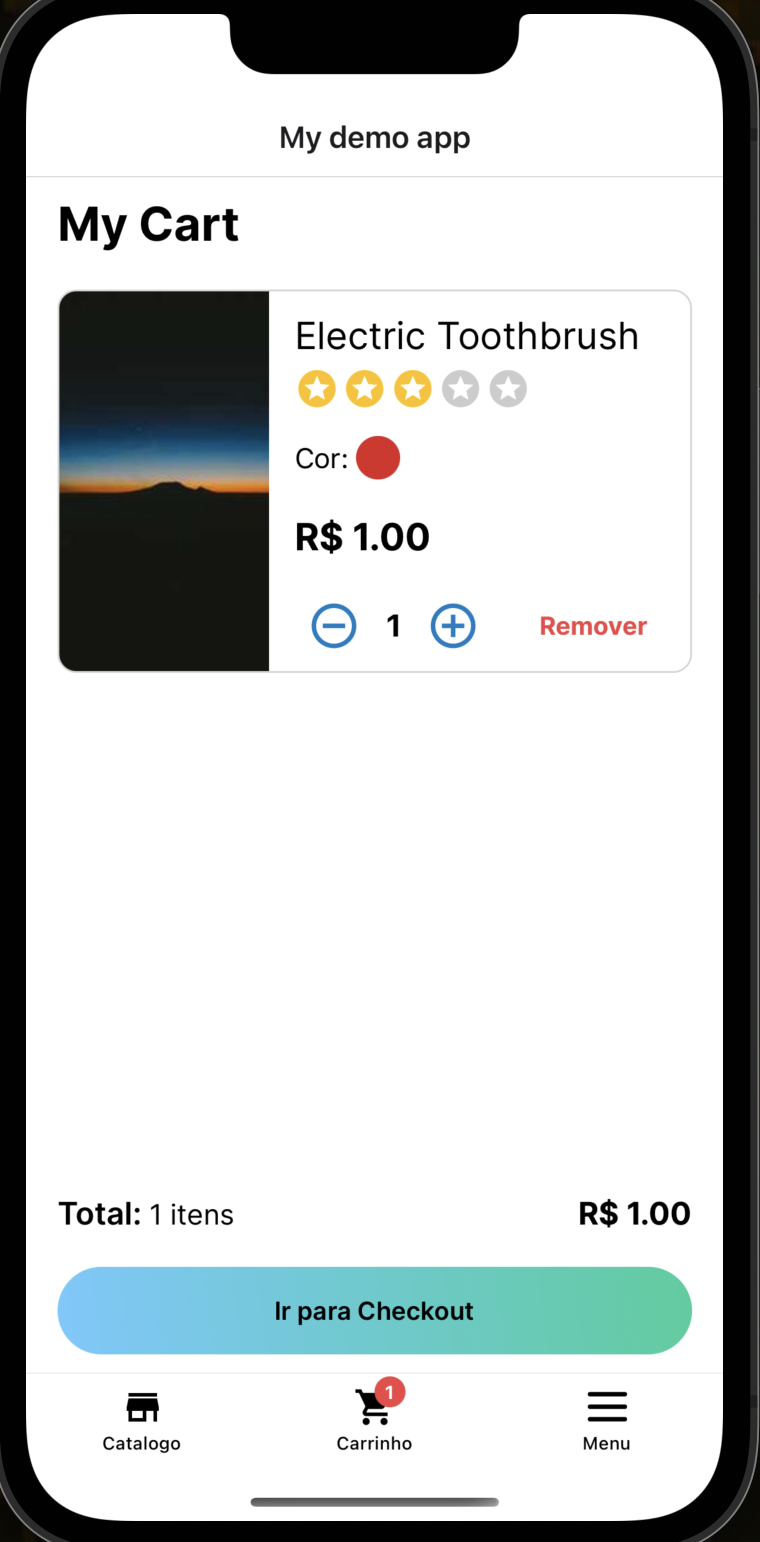 My demo app
My Cart
Electric Toothbrush
Cor:
R$ 1.00
1
Remover
Total: 1 itens
R$ 1.00
Ir para Checkout
1
Catalogo
Carrinho
Menu